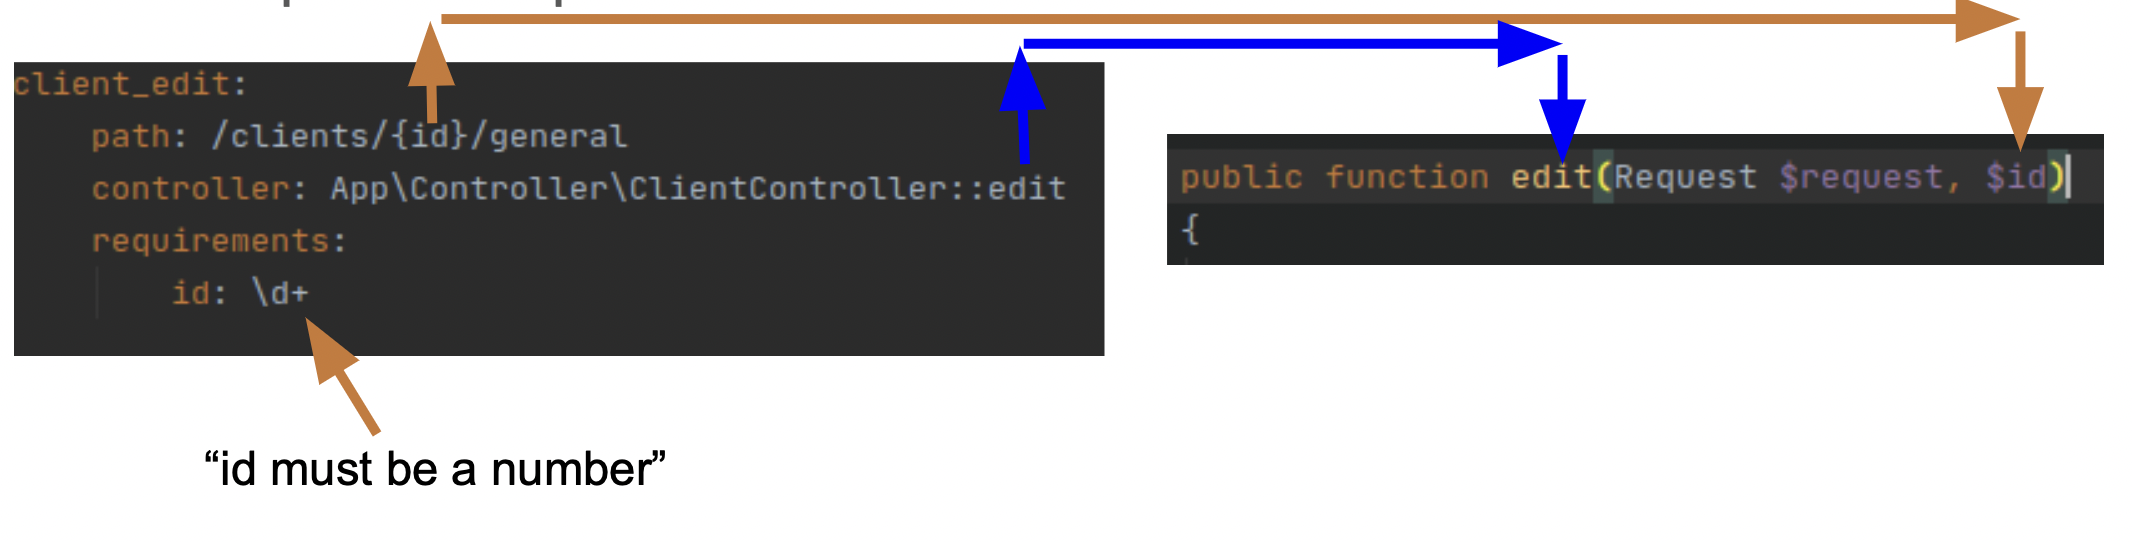 client_edit:
path: /clients/{id}/general
controller: App\Controller\ClientController::edit
requirements:
id: \d+
public function edit(Request $request, $id)
{
“id must be a number”